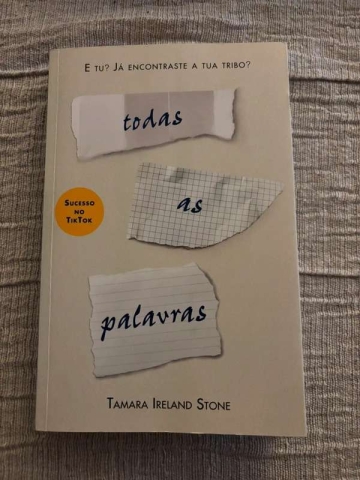 E TU? JÁ ENCONTRASTE A TUA TRIBO?
todas
as
SUCESSO
NO
TIKTOK
palavras
TAMARA IRELAND STONE